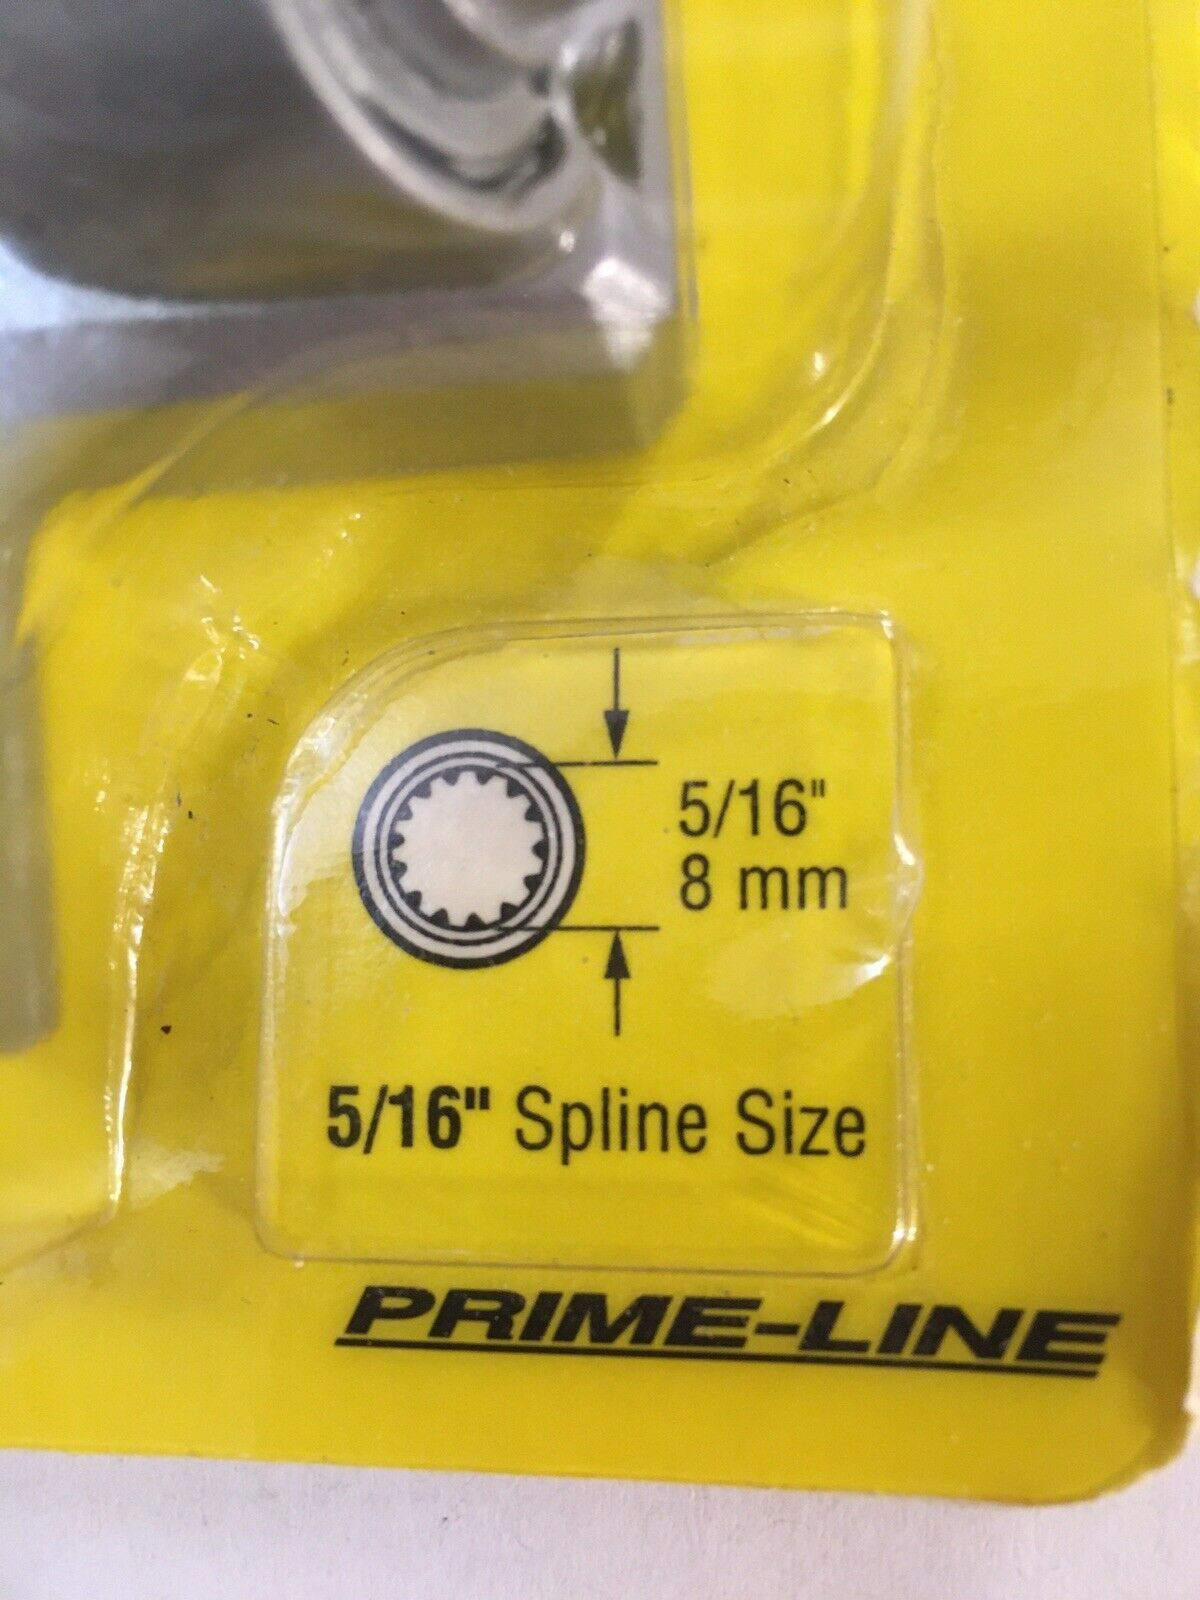 5/16"
8 mm
5/16" Spline Size
PRIME-LINE